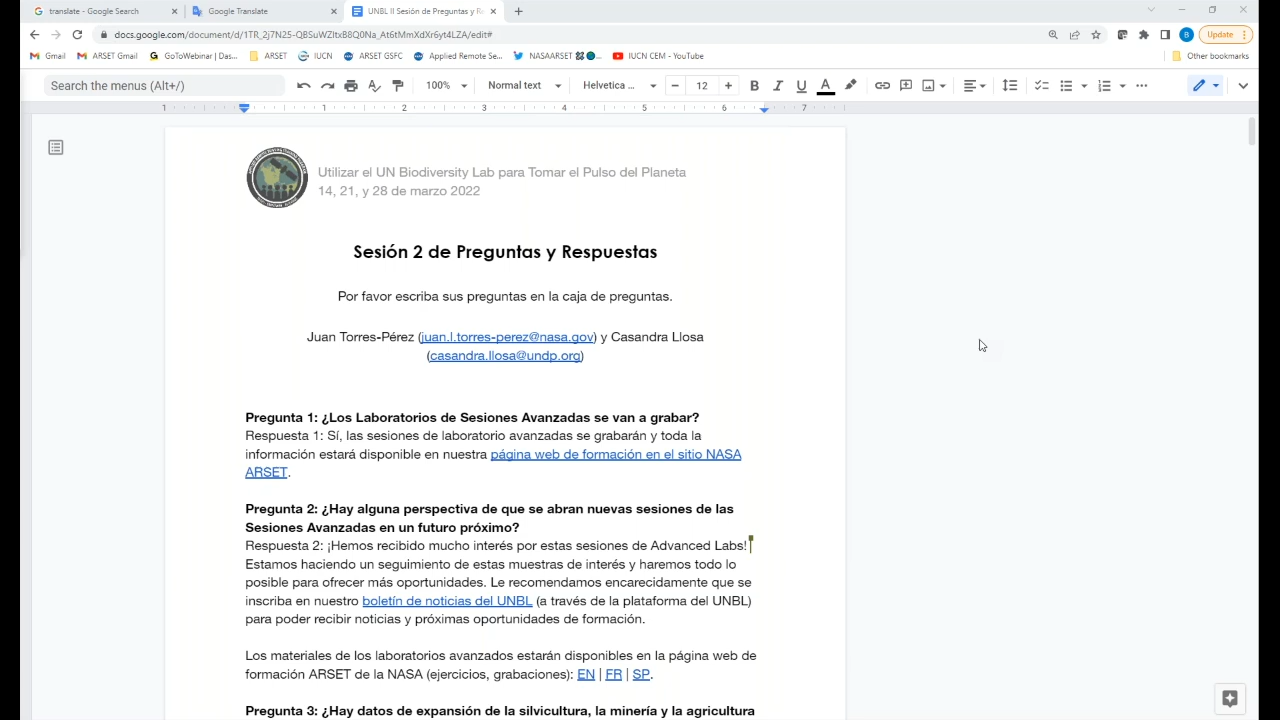 translate - Google Search
Google Translate
UNBL II Sesión de Preguntas y Re
docs.google.com/document/d/1TR_2j7N25-QBSuWZltxB8Q0Na_At6tMmXdXr6yt4LZA/edit#
Update
Gmail
ARSET Gmail
GoToWebinar | Das...
ARSET
IUCN
ARSET GSFC
Applied Remote Se...
NASAARSET
IUCN CEM - YouTube
Other bookmarks
Search the menus (Alt+/)
100%
Normal text
Helvetica ...
12
1 1 2 3 4 5 6 7
Utilizar el UN Biodiversity Lab para Tomar el Pulso del Planeta
14, 21, y 28 de marzo 2022
Sesión 2 de Preguntas y Respuestas
Por favor escriba sus preguntas en la caja de preguntas.
Juan Torres-Pérez (juan.l.torres-perez@nasa.gov) y Casandra Llosa
(casandra.llosa@undp.org)
Pregunta 1: ¿Los Laboratorios de Sesiones Avanzadas se van a grabar?
Respuesta 1: Sí, las sesiones de laboratorio avanzadas se grabarán y toda la
información estará disponible en nuestra página web de formación en el sitio NASA
ARSET.
Pregunta 2: ¿Hay alguna perspectiva de que se abran nuevas sesiones de las
Sesiones Avanzadas en un futuro próximo?
Respuesta 2: ¡Hemos recibido mucho interés por estas sesiones de Advanced Labs!
Estamos haciendo un seguimiento de estas muestras de interés y haremos todo lo
posible para ofrecer más oportunidades. Le recomendamos encarecidamente que se
inscriba en nuestro boletín de noticias del UNBL (a través de la plataforma del UNBL)
para poder recibir noticias y próximas oportunidades de formación.
Los materiales de los laboratorios avanzados estarán disponibles en la página web de
formación ARSET de la NASA (ejercicios, grabaciones): EN | FR | SP.
Pregunta 3: ¿Hay datos de expansión de la silvicultura, la minería y la agricultura